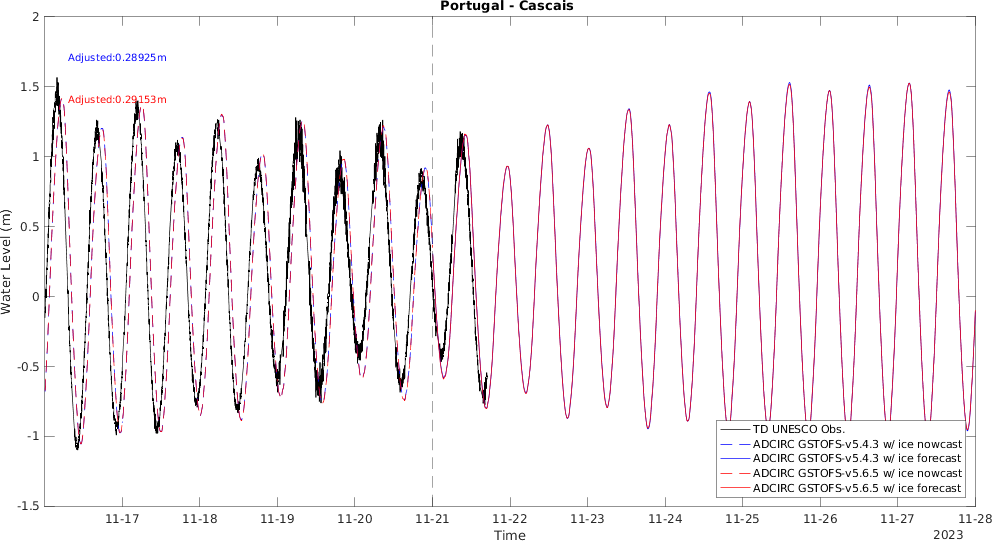 Portugal - Cascais
2
1.5
1
0.5
0
-0.5
-1
-1.5
Water Level (m)
Adjusted:0.28925m
Adjusted:0.29153m
TD UNESCO Obs.
ADCIRC GSTOFS-v5.4.3 w/ ice nowcast
ADCIRC GSTOFS-v5.4.3 w/ ice forecast
ADCIRC GSTOFS-v5.6.5 w/ ice nowcast
ADCIRC GSTOFS-v5.6.5 w/ ice forecast
11-17 11-18 11-19 11-20 11-21 11-22 11-23 11-24 11-25 11-26 11-27 11-28
Time
2023